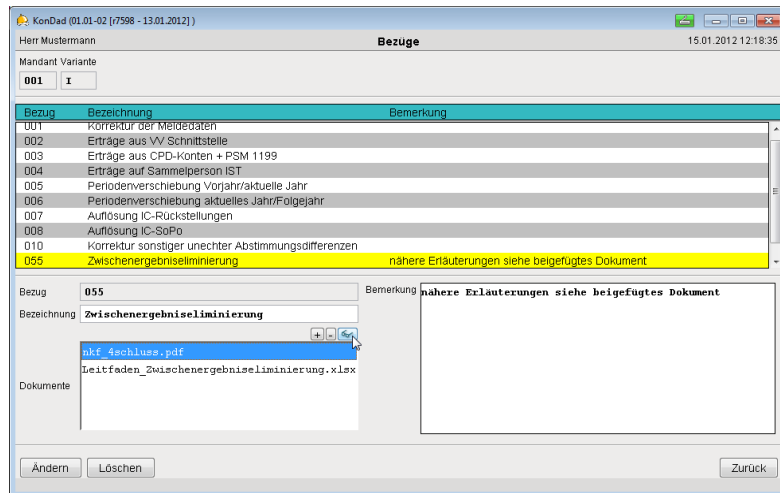 KonDad (01.01-02 [r7598 - 13.01.2012] )
Herr Mustermann Bezüge 15.01.2012 12:18:35
Mandant Variante
001 I
Bezug Bezeichnung Bemerkung
001 Korrektur der Meldedaten
002 Erträge aus VV Schnittstelle
003 Erträge aus CPD-Konten + PSM 1199
004 Erträge auf Sammelperson IST
005 Periodenverschiebung Vorjahr/aktuelle Jahr
006 Periodenverschiebung aktuelles Jahr/Folgejahr
007 Auflösung IC-Rückstellungen
008 Auflösung IC-SoPo
010 Korrektur sonstiger unechter Abstimmungsdifferenzen
055 Zwischenergebniseliminierung nähere Erläuterungen siehe beigefügtes Dokument
Bezug 055 Bemerkung nähere Erläuterungen siehe beigefügtes Dokument
Bezeichnung Zwischenergebniseliminierung
+ -
nkf_4schluss.pdf
Leitfaden_Zwischenergebniseliminierung.xlsx
Dokumente
Ändern Löschen Zurück